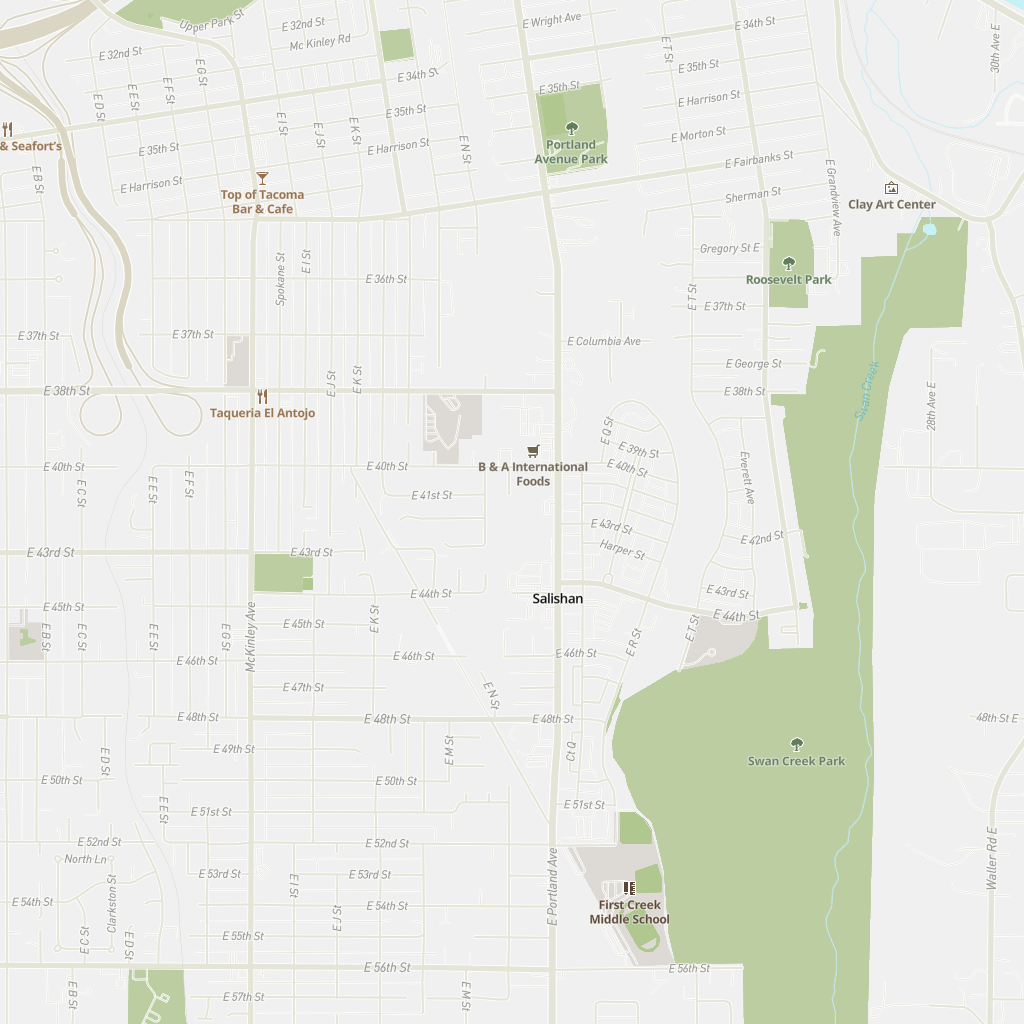 Upper Park St
E 32nd St
E Wright Ave
E 34th St
30th Ave E
E 32nd St
Mc Kinley Rd
E T St
E G St
E 34th St
E 35th St
E F St
E E St
E D St
E 35th St
E Harrison St
E 35th St
E I St
E J St
E K St
E Morton St
& Seafort's
E 35th St
E Harrison St
E N St
Portland
Avenue Park
E Fairbanks St
E B St
E Harrison St
Top of Tacoma
Bar & Cafe
Sherman St
E Grandview Ave
Clay Art Center
Gregory St E
E I St
Spokane St
E 36th St
Roosevelt Park
E T St
E 37th St
E 37th St
E 37th St
E Columbia Ave
E George St
E 38th St
E J St
E K St
E 38th St
Swan Creek
28th Ave E
Taqueria El Antojo
E Q St
E 39th St
E 40th St
E 40th St
E 40th St
B & A International
Foods
Everett Ave
E C St
E E St
E F St
E 41st St
E 43rd St
E 42nd St
Harper St
E 43rd St
E 43rd St
E 44th St
Salishan
E 43rd St
E 44th St
E 45th St
E K St
E 45th St
E B St
E C St
E E St
E G St
McKinley Ave
E R St
E T St
E 46th St
E 46th St
E 46th St
E 47th St
E N St
E 48th St
E 48th St
E 48th St
48th St E
E 49th St
E M St
Ct Q
Swan Creek Park
E D St
E 50th St
E 50th St
E E St
E 51st St
E 51st St
E 52nd St
E 52nd St
North Ln
E 53rd St
E 53rd St
E I St
Waller Rd E
E Portland Ave
E 54th St
Clarkston St
E 54th St
First Creek
Middle School
E J St
E C St
E D St
E 55th St
E 56th St
E 56th St
E B St
E 57th St
E M St